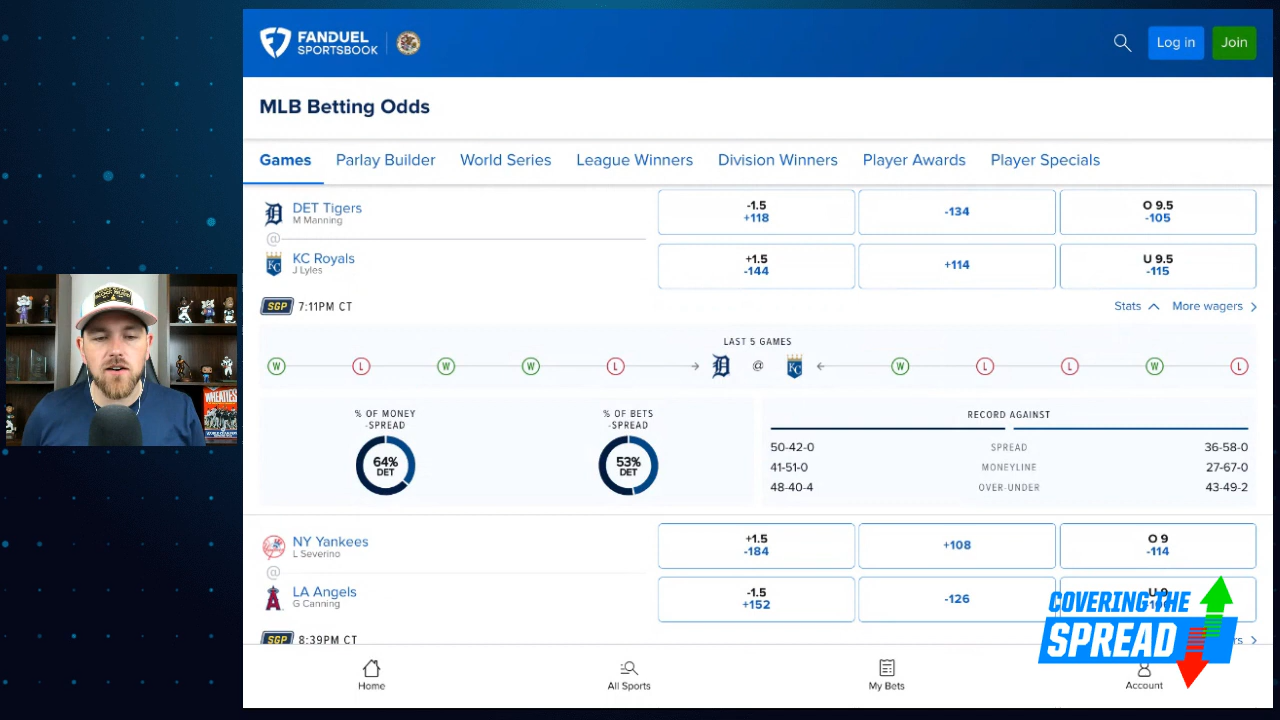 FANDUEL
SPORTSBOOK
Log in
Join
MLB Betting Odds
Games
Parlay Builder
World Series
League Winners
Division Winners
Player Awards
Player Specials
DET Tigers
M Manning
-1.5
+118
-134
O 9.5
-105
@
KC Royals
J Lyles
+1.5
-144
+114
U 9.5
-115
SGP 7:11PM CT
Stats
More wagers
LAST 5 GAMES
W L W W L @ W L L W L
% OF MONEY
-SPREAD
64%
DET
% OF BETS
-SPREAD
53%
DET
RECORD AGAINST
50-42-0 SPREAD 36-58-0
41-51-0 MONEYLINE 27-67-0
48-40-4 OVER-UNDER 43-49-2
NY Yankees
L Severino
+1.5
-184
+108
O 9
-114
@
LA Angels
G Canning
-1.5
+152
-126
U 9
SGP 8:39PM CT
COVERING THE
SPREAD
Home
All Sports
My Bets
Account
WHEATIES